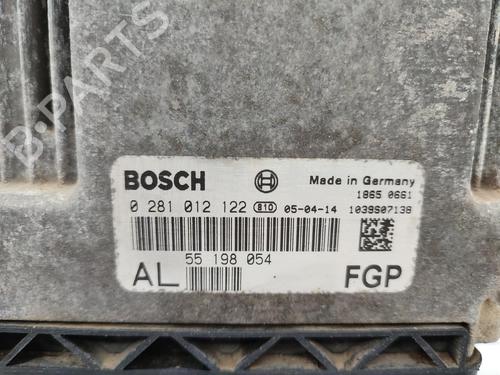 B-PARTS
BOSCH
Made in Germany
1865 0661
0 281 012 122 810 05-04-14 1039S07138
55 198 054
AL FGP